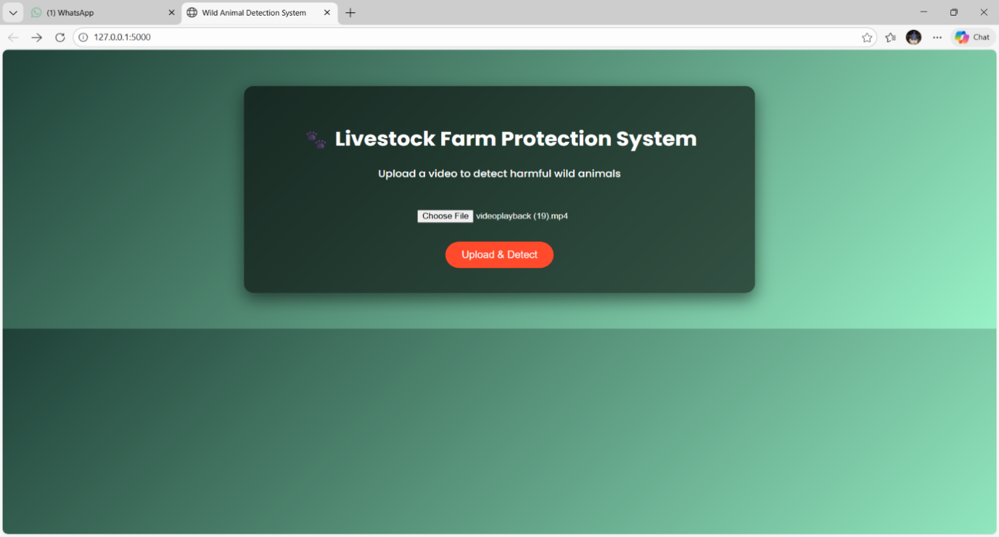 (1) WhatsApp
Wild Animal Detection System
127.0.0.1:5000
Chat
Livestock Farm Protection System
Upload a video to detect harmful wild animals
Choose File videoplayback (19).mp4
Upload & Detect